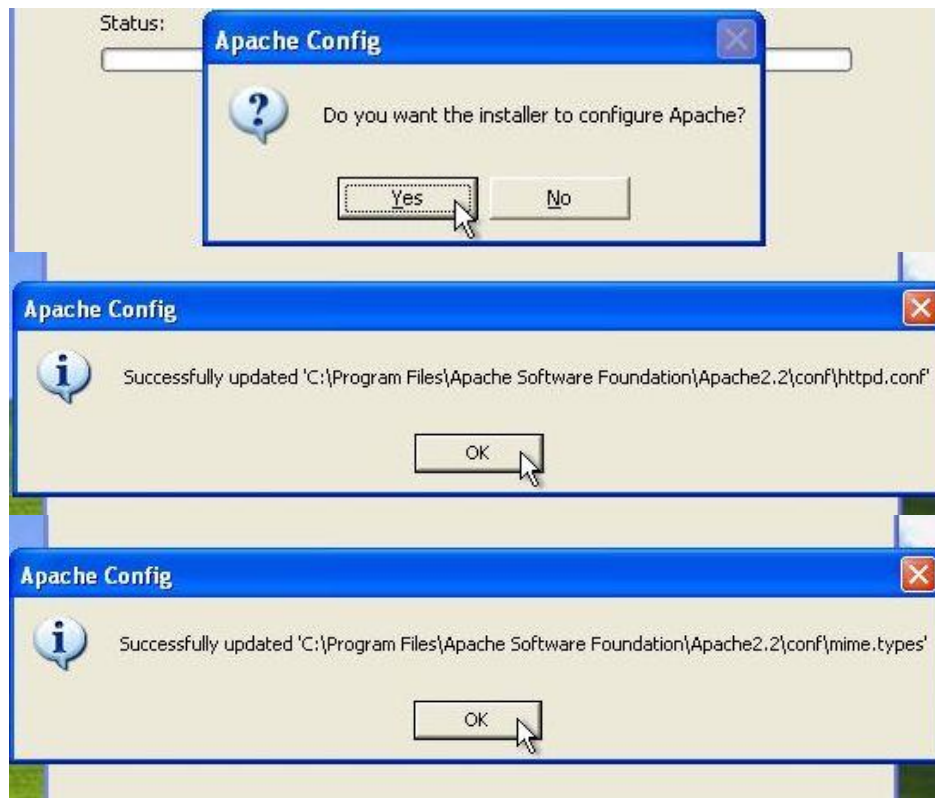 Status:
Apache Config
Do you want the installer to configure Apache?
Yes
No
Apache Config
Successfully updated 'C:\Program Files\Apache Software Foundation\Apache2.2\conf\httpd.conf'
OK
Apache Config
Successfully updated 'C:\Program Files\Apache Software Foundation\Apache2.2\conf\mime.types'
OK